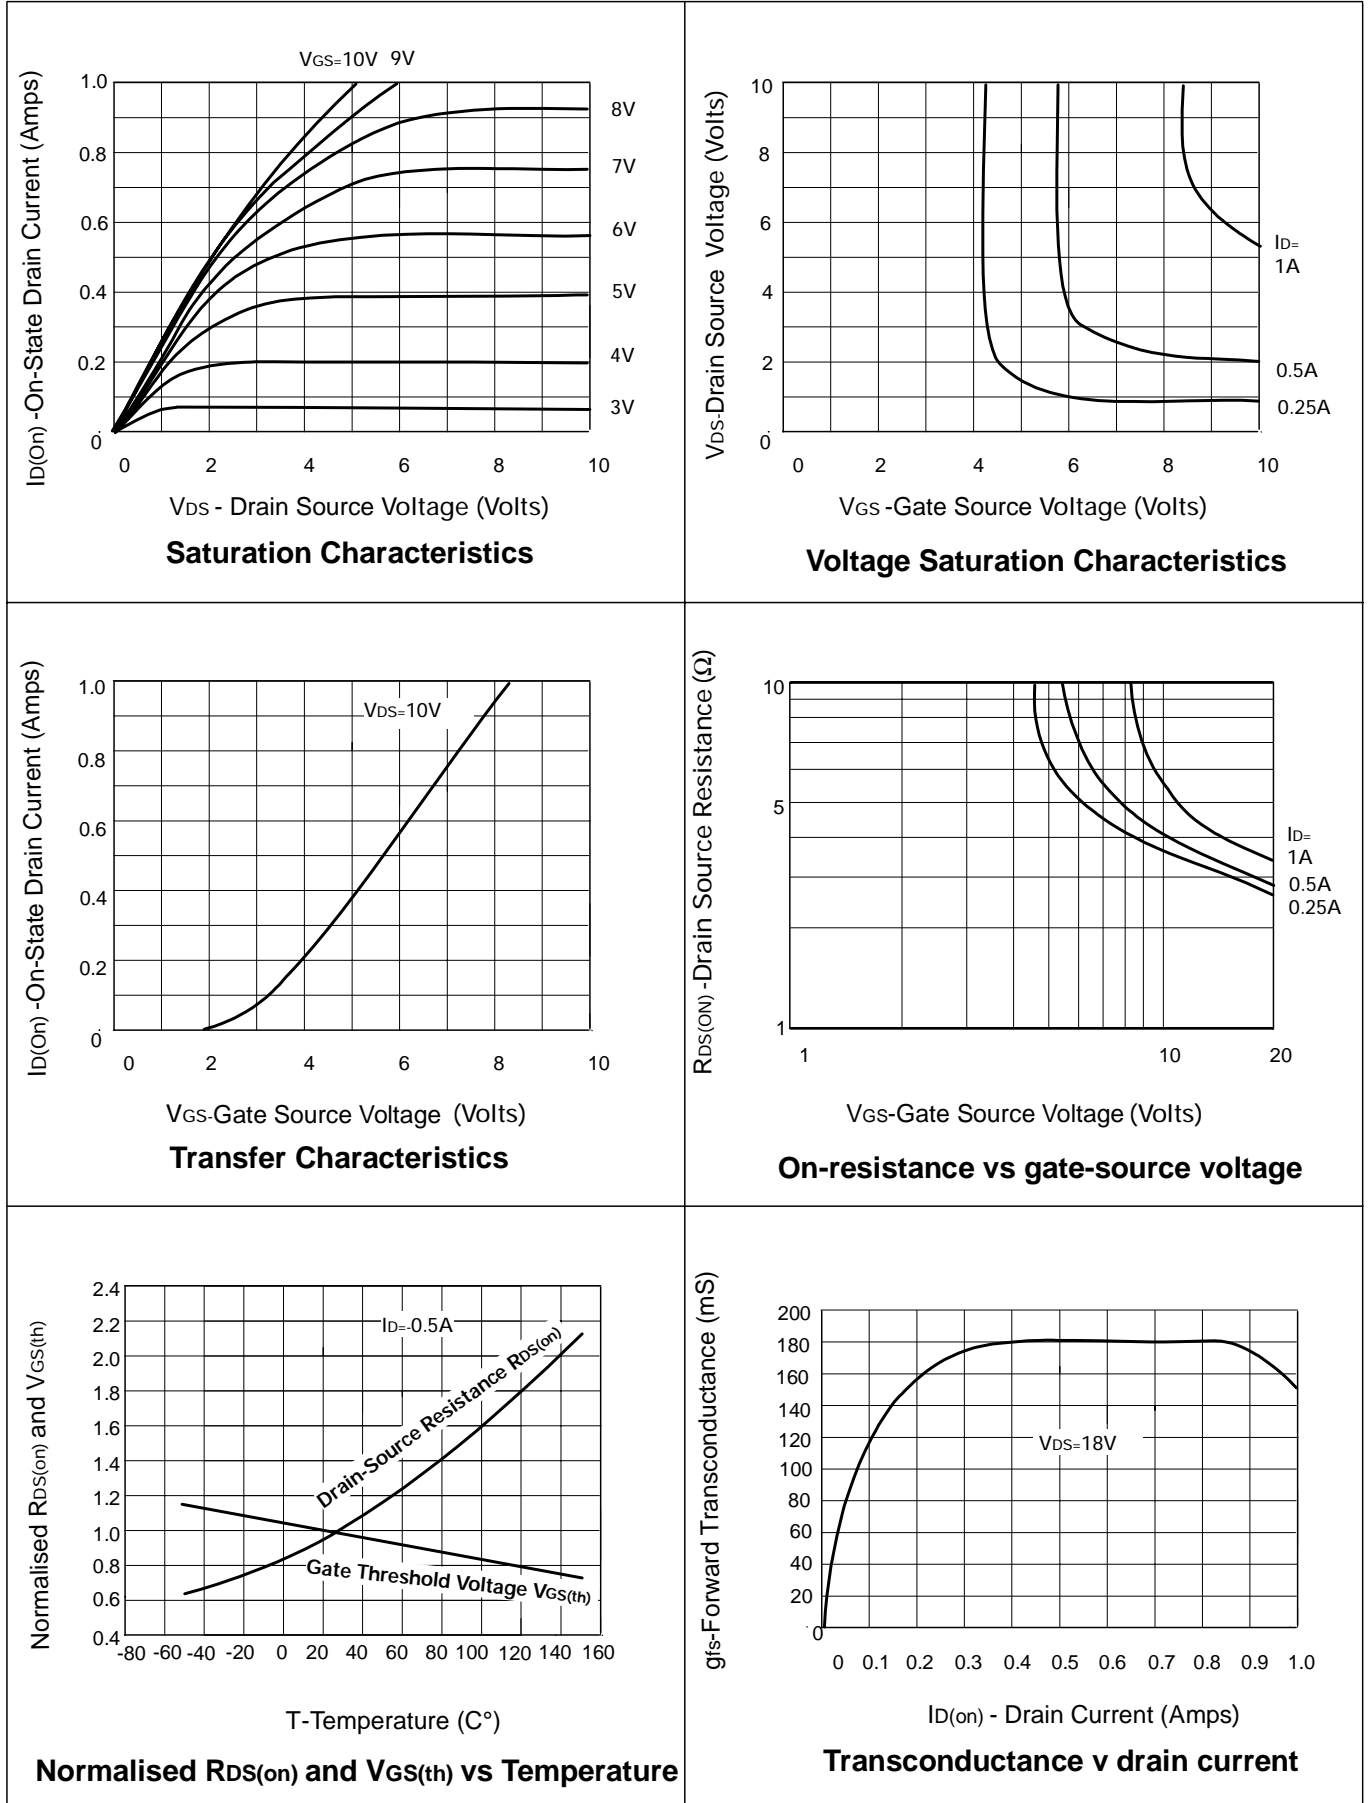 VGS=10V 9V
ID(On) -On-State Drain Current (Amps)
1.0
0.8
0.6
0.4
0.2
0
8V
7V
6V
5V
4V
3V
0 2 4 6 8 10
VDS - Drain Source Voltage (Volts)
Saturation Characteristics
VDS-Drain Source Voltage (Volts)
10
8
6
4
2
0
ID=
1A
0.5A
0.25A
0 2 4 6 8 10
VGS -Gate Source Voltage (Volts)
Voltage Saturation Characteristics
ID(On) -On-State Drain Current (Amps)
1.0
0.8
0.6
0.4
0.2
0
VDS=10V
0 2 4 6 8 10
VGS-Gate Source Voltage (Volts)
Transfer Characteristics
RDS(ON) -Drain Source Resistance (Ω)
10
5
1
ID=
1A
0.5A
0.25A
1 10 20
VGS-Gate Source Voltage (Volts)
On-resistance vs gate-source voltage
Normalised RDS(on) and VGS(th)
2.4
2.2
2.0
1.8
1.6
1.4
1.2
1.0
0.8
0.6
0.4
ID=-0.5A
Drain-Source Resistance RDS(on)
Gate Threshold Voltage VGS(th)
-80 -60 -40 -20 0 20 40 60 80 100 120 140 160
T-Temperature (C°)
Normalised RDS(on) and VGS(th) vs Temperature
gfs-Forward Transconductance (mS)
200
180
160
140
120
100
80
60
40
20
0
VDS=18V
0 0.1 0.2 0.3 0.4 0.5 0.6 0.7 0.8 0.9 1.0
ID(on) - Drain Current (Amps)
Transconductance v drain current